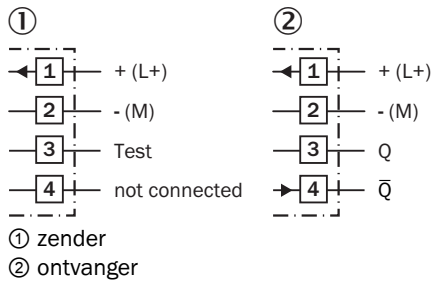 ① ②
1 + (L+) 1 + (L+)
2 - (M) 2 - (M)
3 Test 3 Q
4 not connected 4 Q̅
① zender
② ontvanger